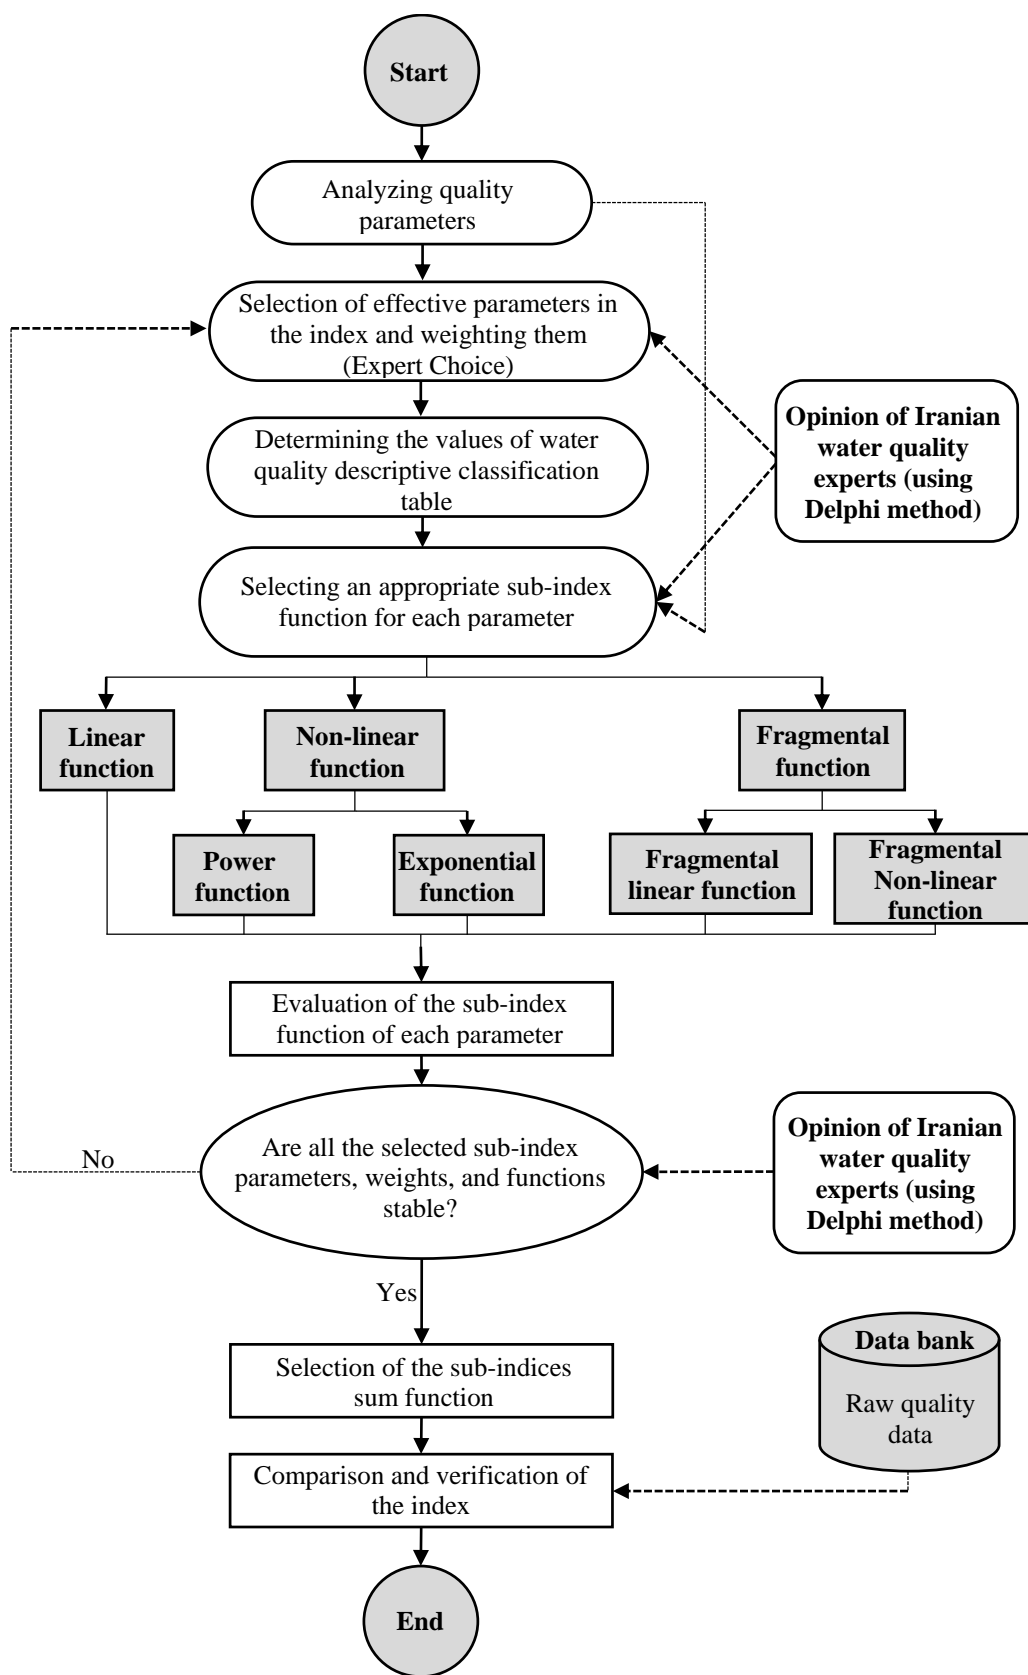 Start
Analyzing quality
parameters
Selection of effective parameters in
the index and weighting them
(Expert Choice)
Opinion of Iranian
water quality
experts (using
Delphi method)
Determining the values of water
quality descriptive classification
table
Selecting an appropriate sub-index
function for each parameter
Linear
function
Non-linear
function
Fragmental
function
Power
function
Exponential
function
Fragmental
linear function
Fragmental
Non-linear
function
Evaluation of the sub-index
function of each parameter
Are all the selected sub-index
parameters, weights, and functions
stable?
No
Opinion of Iranian
water quality
experts (using
Delphi method)
Yes
Selection of the sub-indices
sum function
Data bank
Raw quality
data
Comparison and verification of
the index
End